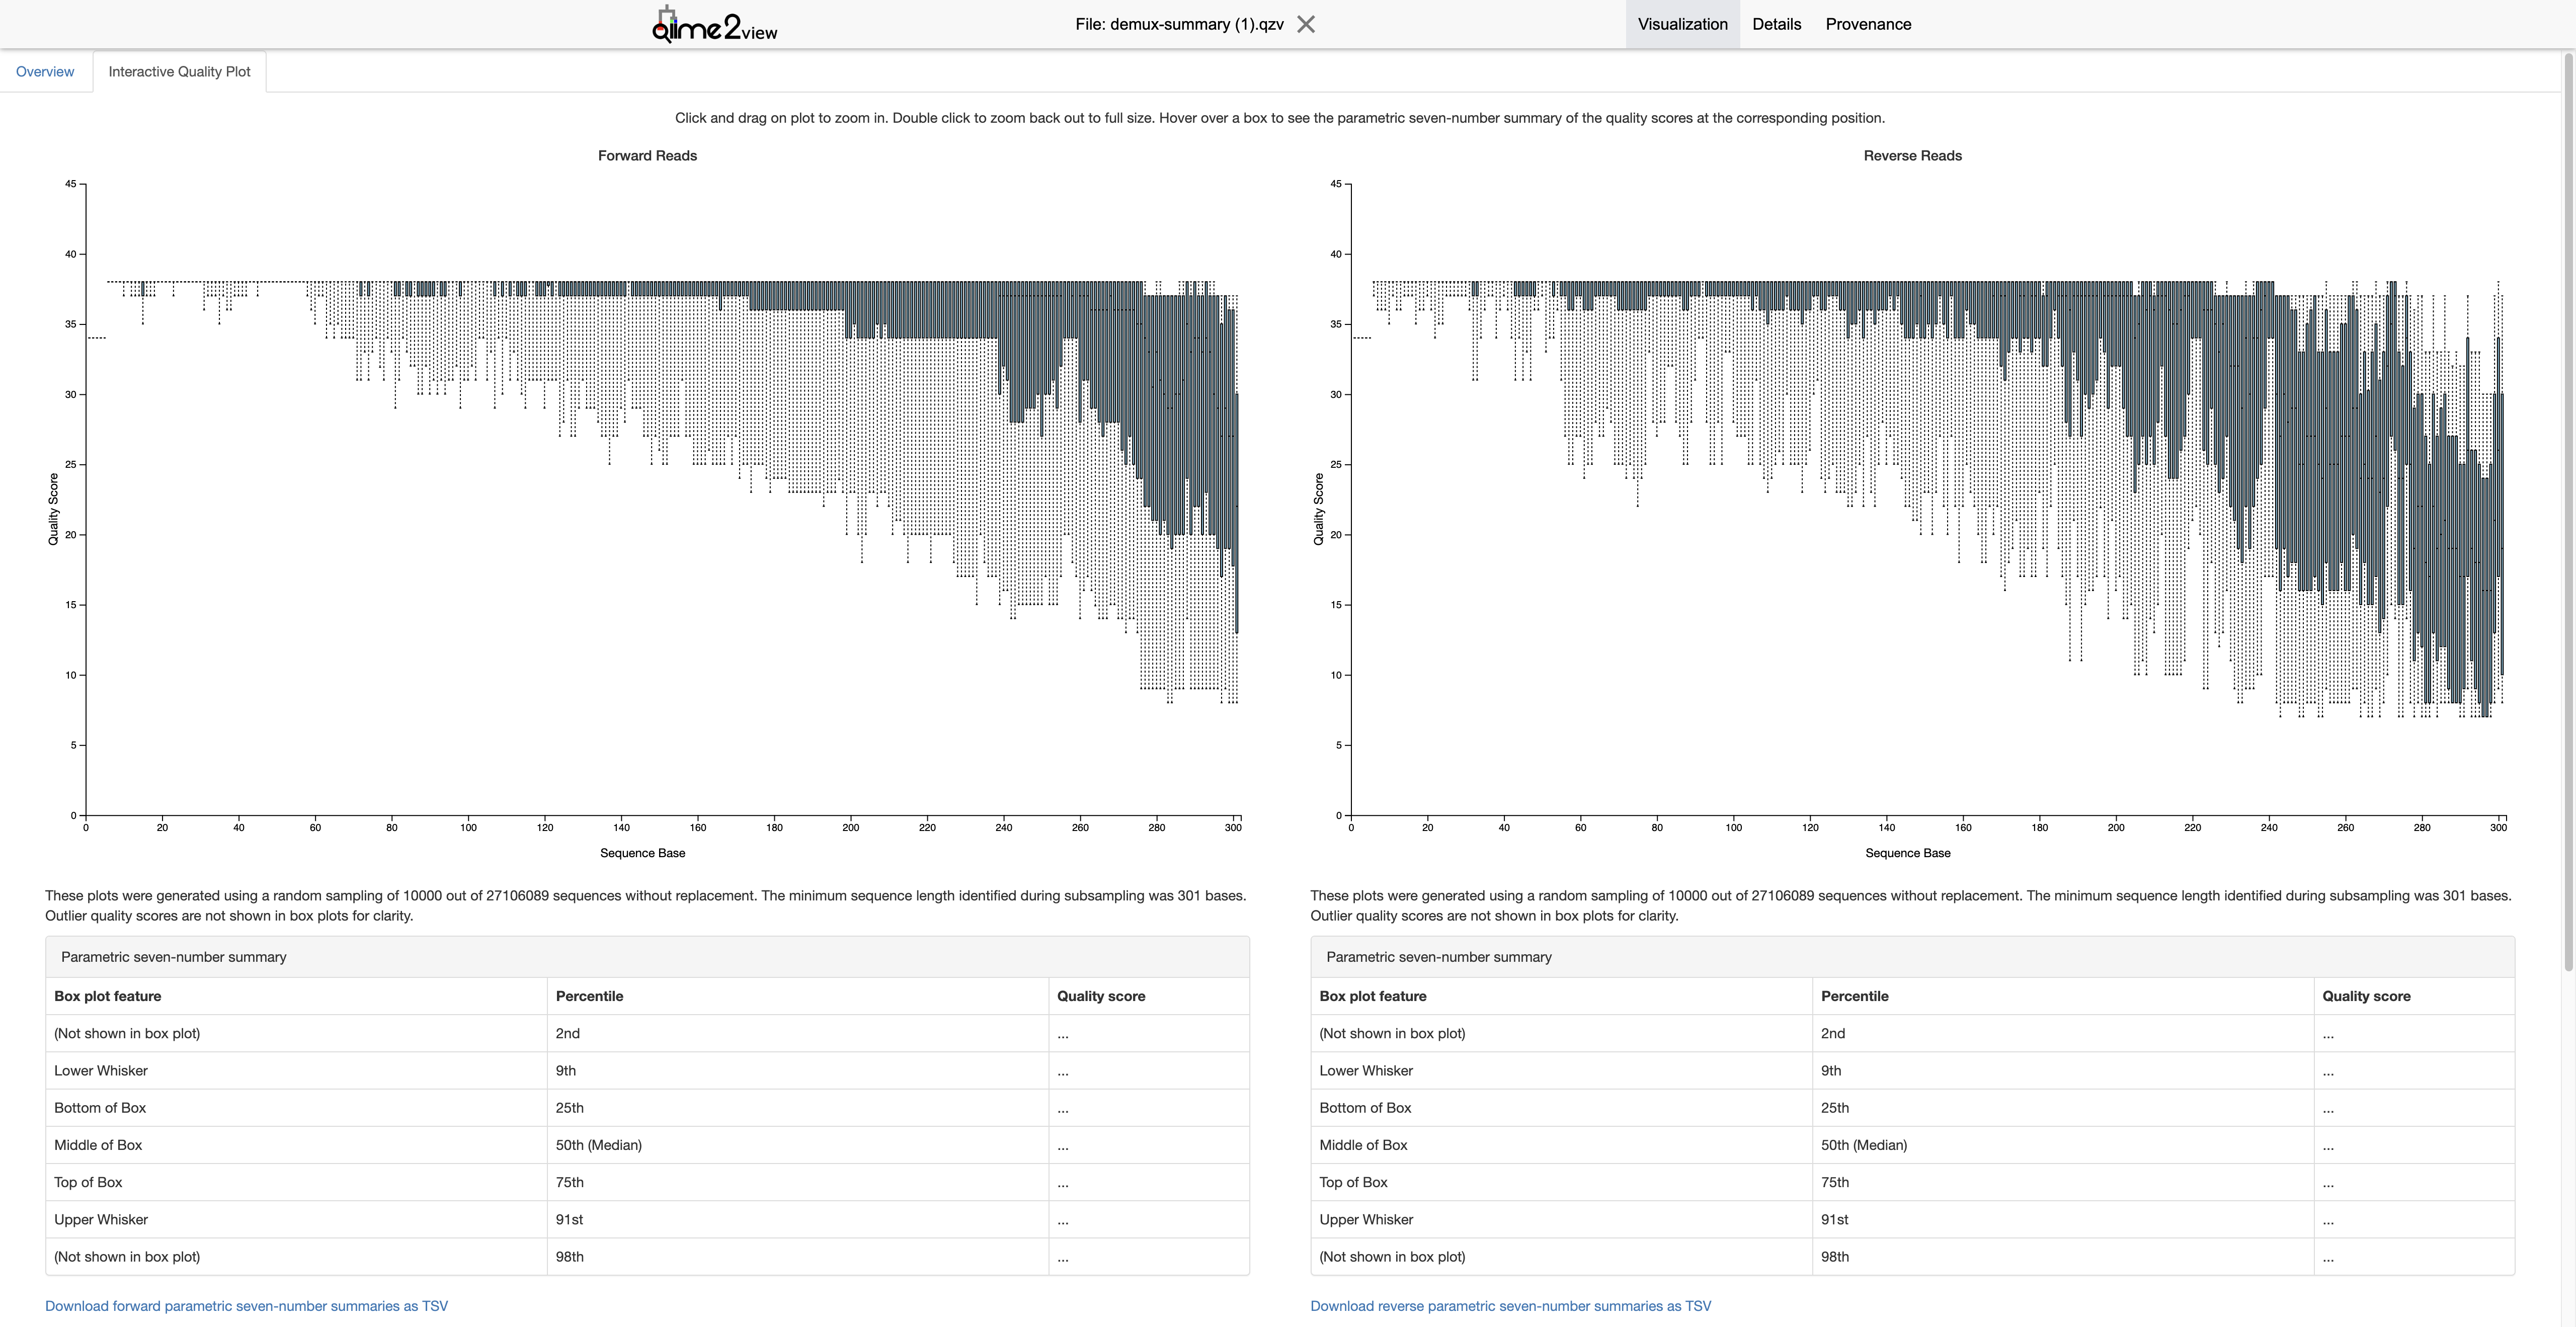 qiime2view
File: demux-summary (1).qzv
Visualization
Details
Provenance
Overview
Interactive Quality Plot
Click and drag on plot to zoom in. Double click to zoom back out to full size. Hover over a box to see the parametric seven-number summary of the quality scores at the corresponding position.
Forward Reads
45
40
35
30
25
20
15
10
5
0
Quality Score
0 20 40 60 80 100 120 140 160 180 200 220 240 260 280 300
Sequence Base
These plots were generated using a random sampling of 10000 out of 27106089 sequences without replacement. The minimum sequence length identified during subsampling was 301 bases.
Outlier quality scores are not shown in box plots for clarity.
Parametric seven-number summary
Box plot feature Percentile Quality score
(Not shown in box plot) 2nd ...
Lower Whisker 9th ...
Bottom of Box 25th ...
Middle of Box 50th (Median) ...
Top of Box 75th ...
Upper Whisker 91st ...
(Not shown in box plot) 98th ...
Download forward parametric seven-number summaries as TSV
Reverse Reads
45
40
35
30
25
20
15
10
5
0
Quality Score
0 20 40 60 80 100 120 140 160 180 200 220 240 260 280 300
Sequence Base
These plots were generated using a random sampling of 10000 out of 27106089 sequences without replacement. The minimum sequence length identified during subsampling was 301 bases.
Outlier quality scores are not shown in box plots for clarity.
Parametric seven-number summary
Box plot feature Percentile Quality score
(Not shown in box plot) 2nd ...
Lower Whisker 9th ...
Bottom of Box 25th ...
Middle of Box 50th (Median) ...
Top of Box 75th ...
Upper Whisker 91st ...
(Not shown in box plot) 98th ...
Download reverse parametric seven-number summaries as TSV